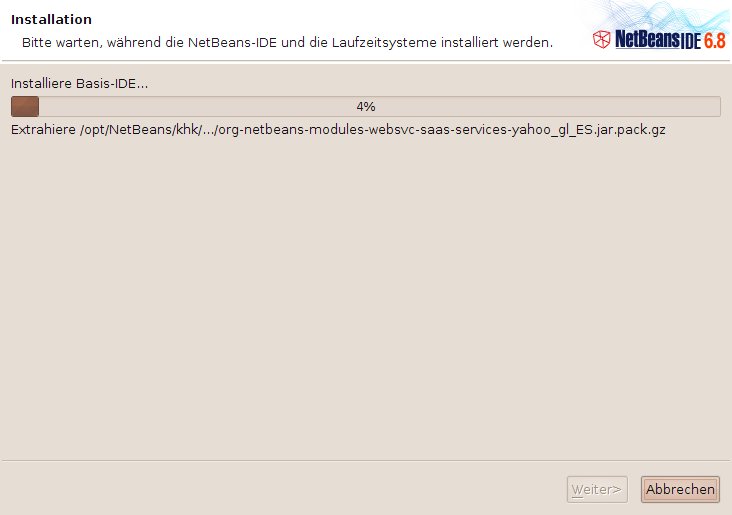 Installation
Bitte warten, während die NetBeans-IDE und die Laufzeitsysteme installiert werden.
NetBeans IDE 6.8
Installiere Basis-IDE...
4%
Extrahiere /opt/NetBeans/khk/.../org-netbeans-modules-websvc-saas-services-yahoo_gl_ES.jar.pack.gz
Weiter>
Abbrechen